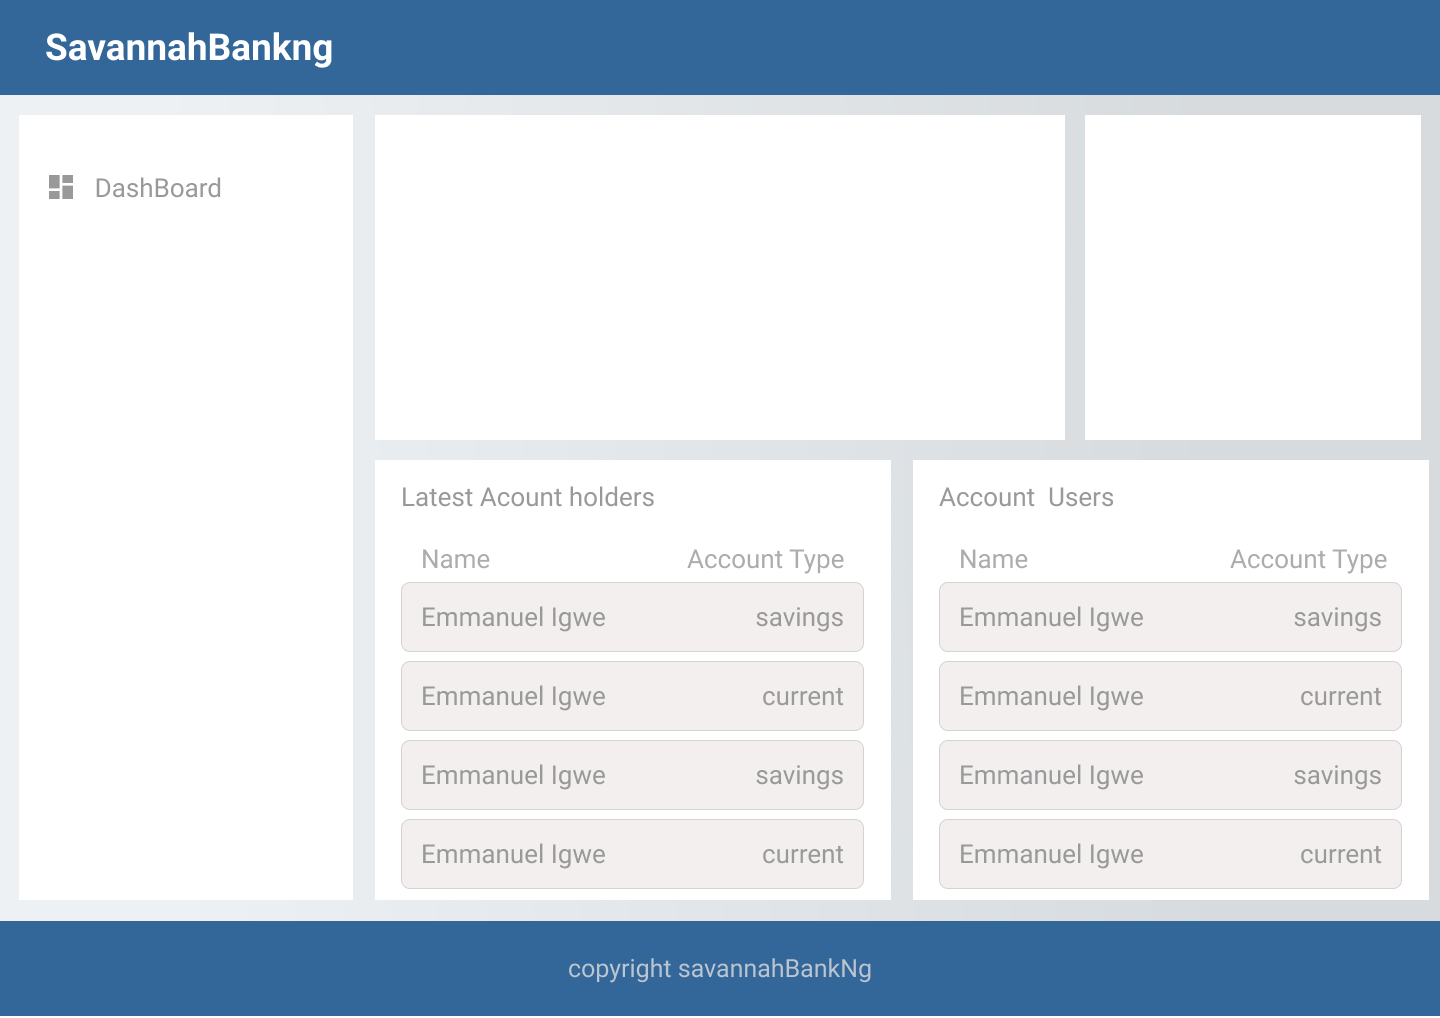 SavannahBankng
DashBoard
Latest Acount holders
Name Account Type
Emmanuel Igwe savings
Emmanuel Igwe current
Emmanuel Igwe savings
Emmanuel Igwe current
Account  Users
Name Account Type
Emmanuel Igwe savings
Emmanuel Igwe current
Emmanuel Igwe savings
Emmanuel Igwe current
copyright savannahBankNg